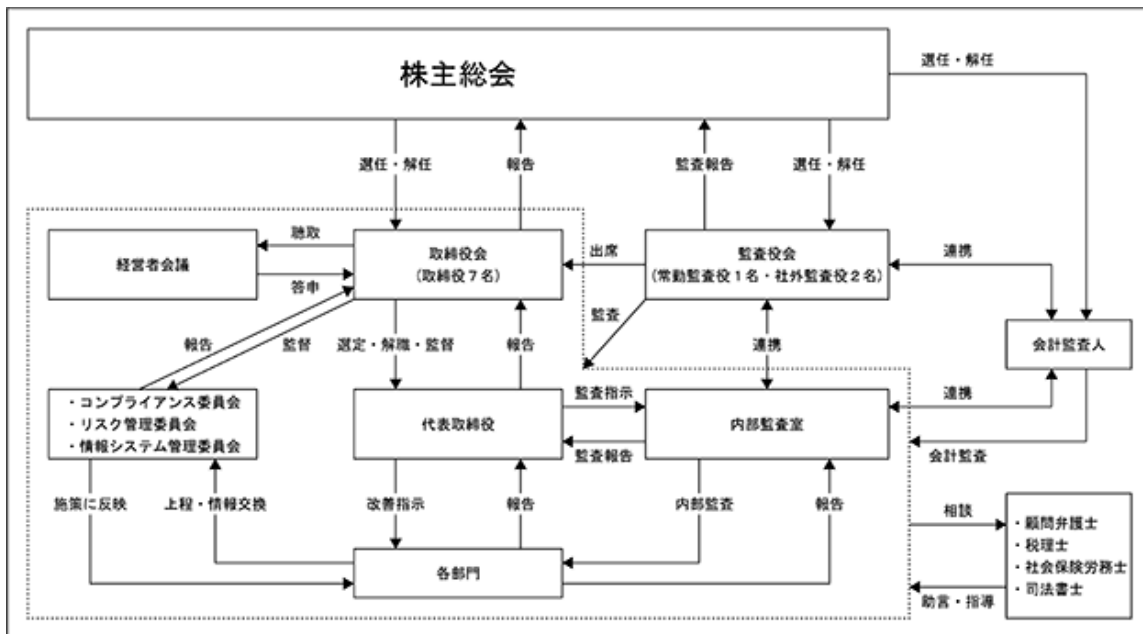 株主総会
選任・解任
選任・解任
報告
監査報告
選任・解任
経営者会議
聴取
答申
取締役会
(取締役7名)
出席
監査役会
(常勤監査役1名・社外監査役2名)
連携
監査
報告
監督
選定・解職・監督
報告
連携
会計監査人
・コンプライアンス委員会
・リスク管理委員会
・情報システム管理委員会
代表取締役
監査指示
監査報告
内部監査室
連携
会計監査
施策に反映
上程・情報交換
改善指示
報告
内部監査
報告
相談
・顧問弁護士
・税理士
・社会保険労務士
・司法書士
各部門
助言・指導